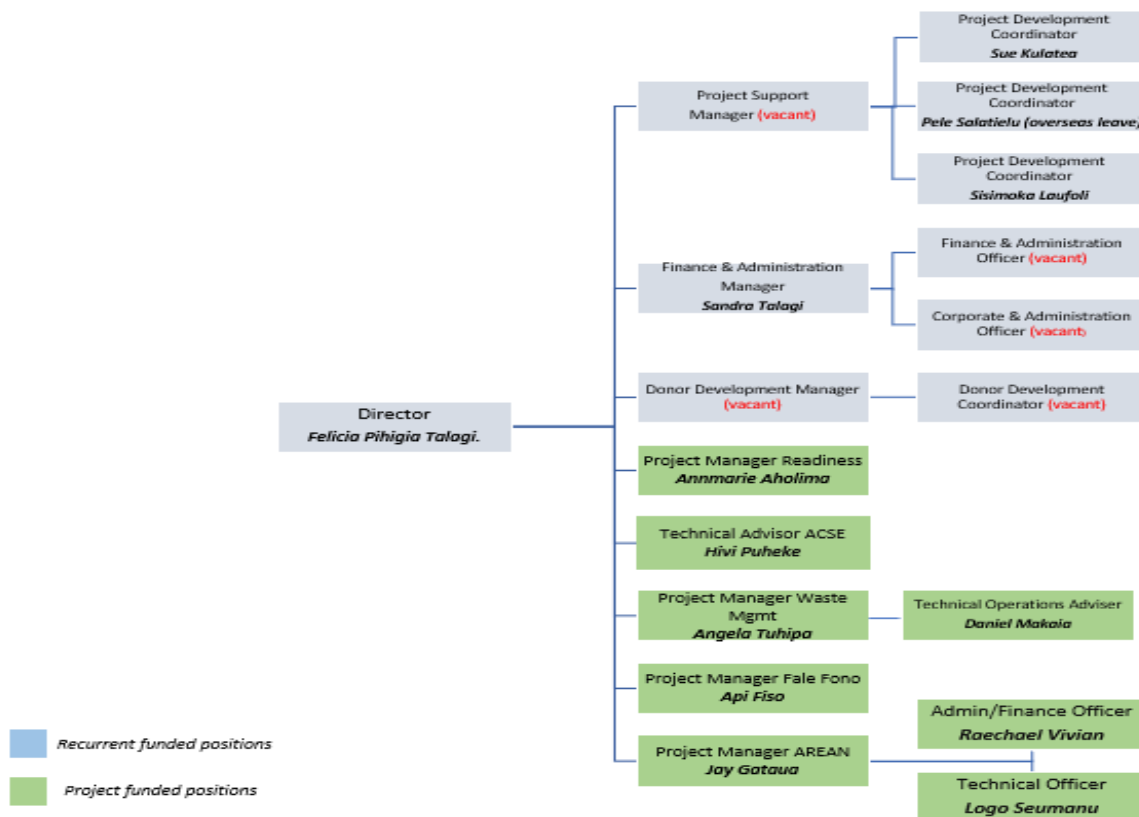 Project Development
Coordinator
Sue Kulatea
Project Support
Manager (vacant)
Project Development
Coordinator
Pele Salatielu (overseas leave)
Project Development
Coordinator
Sisimoka Laufoli
Finance & Administration
Manager
Sandra Talagi
Finance & Administration
Officer (vacant)
Corporate & Administration
Officer (vacant)
Donor Development Manager
(vacant)
Donor Development
Coordinator (vacant)
Director
Felicia Pihigia Talagi.
Project Manager Readiness
Annmarie Aholima
Technical Advisor ACSE
Hivi Puheke
Project Manager Waste
Mgmt
Angela Tuhipa
Technical Operations Adviser
Daniel Makaia
Project Manager Fale Fono
Api Fiso
Project Manager AREAN
Jay Gataua
Admin/Finance Officer
Raechael Vivian
Technical Officer
Logo Seumanu
Recurrent funded positions
Project funded positions